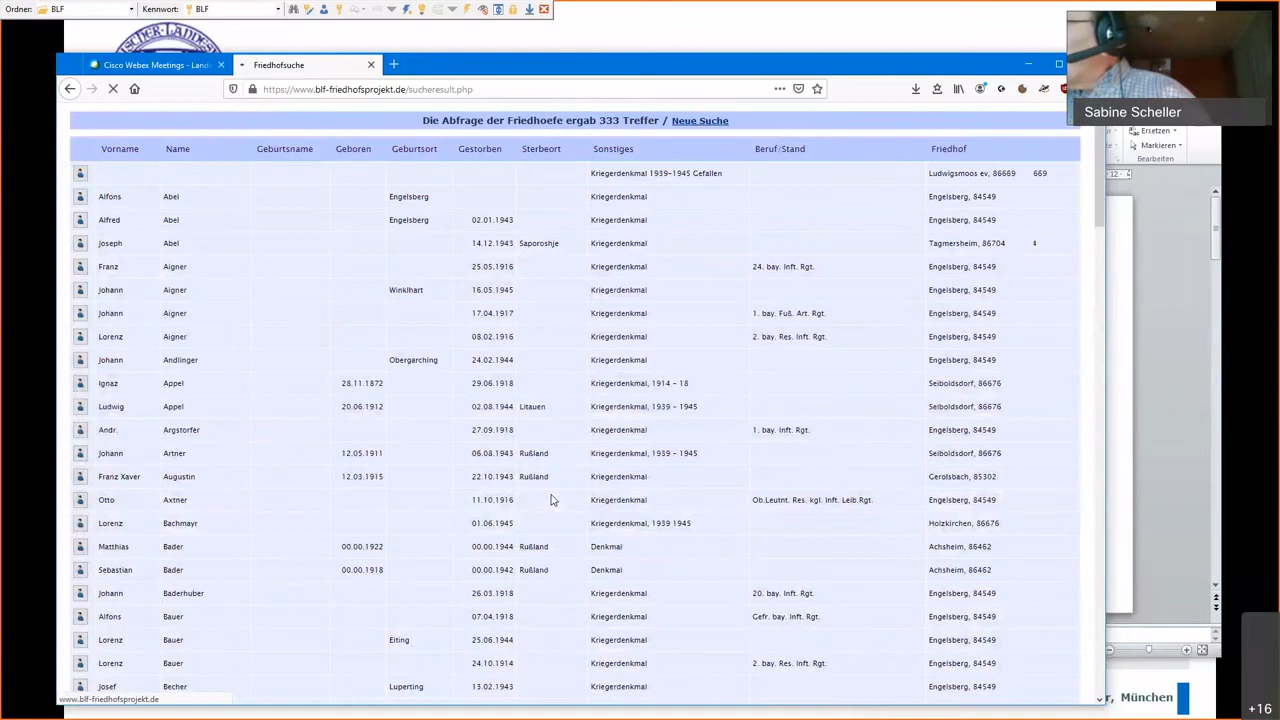 Ordner: BLF Kennwort: BLF
SCHER-LANDES
Cisco Webex Meetings - Landi
Friedhofsuche
https://www.blf-friedhofsprojekt.de/sucheresult.php
Sabine Scheller
Ersetzen
Markieren
Bearbeiten
12
Die Abfrage der Friedhoefe ergab 333 Treffer / Neue Suche
Vorname Name Geburtsname Geboren Geburtsort Gestorben Sterbeort Sonstiges Beruf/Stand Friedhof
Kriegerdenkmal 1939-1945 Gefallen Ludwigsmoos ev, 86669 669
Alfons Abel Engelsberg Kriegerdenkmal Engelsberg, 84549
Alfred Abel Engelsberg 02.01.1943 Kriegerdenkmal Engelsberg, 84549
Joseph Abel 14.12.1943 Saporoshje Kriegerdenkmal Tagmersheim, 86704 4
Franz Aigner 25.05.1916 Kriegerdenkmal 24. bay. Inft. Rgt. Engelsberg, 84549
Johann Aigner Winklhart 16.05.1945 Kriegerdenkmal Engelsberg, 84549
Johann Aigner 17.04.1917 Kriegerdenkmal 1. bay. Fuß. Art. Rgt. Engelsberg, 84549
Lorenz Aigner 08.02.1916 Kriegerdenkmal 2. bay. Res. Inft. Rgt. Engelsberg, 84549
Johann Andlinger Obergarching 24.02.1944 Kriegerdenkmal Engelsberg, 84549
Ignaz Appel 28.11.1872 29.06.1918 Kriegerdenkmal, 1914 - 18 Seiboldsdorf, 86676
Ludwig Appel 20.06.1912 02.08.1944 Litauen Kriegerdenkmal, 1939 - 1945 Seiboldsdorf, 86676
Andr. Argstorfer 27.09.1918 Kriegerdenkmal 1. bay. Inft. Rgt. Engelsberg, 84549
Johann Artner 12.05.1911 06.08.1943 Rußland Kriegerdenkmal, 1939 - 1945 Seiboldsdorf, 86676
Franz Xaver Augustin 12.03.1915 22.10.1943 Rußland Kriegerdenkmal Gerolsbach, 85302
Otto Axtner 11.10.1916 Kriegerdenkmal Ob.Leutnt. Res. kgl. Inft. Leib.Rgt. Engelsberg, 84549
Lorenz Bachmayr 01.06.1945 Kriegerdenkmal, 1939 1945 Holzkirchen, 86676
Matthias Bader 00.00.1922 00.00.1944 Rußland Denkmal Achsheim, 86462
Sebastian Bader 00.00.1918 00.00.1942 Rußland Denkmal Achsheim, 86462
Johann Baderhuber 26.03.1918 Kriegerdenkmal 20. bay. Inft. Rgt. Engelsberg, 84549
Alfons Bauer 07.04.1918 Kriegerdenkmal Gefr. bay. Inft. Rgt. Engelsberg, 84549
Lorenz Bauer Eiting 25.06.1944 Kriegerdenkmal Engelsberg, 84549
Lorenz Bauer 24.10.1914 Kriegerdenkmal 2. bay. Res. Inft. Rgt. Engelsberg, 84549
Josef Becher Luperting 13.02.1943 Kriegerdenkmal Engelsberg, 84549
www.blf-friedhofsprojekt.de
r, München
+16